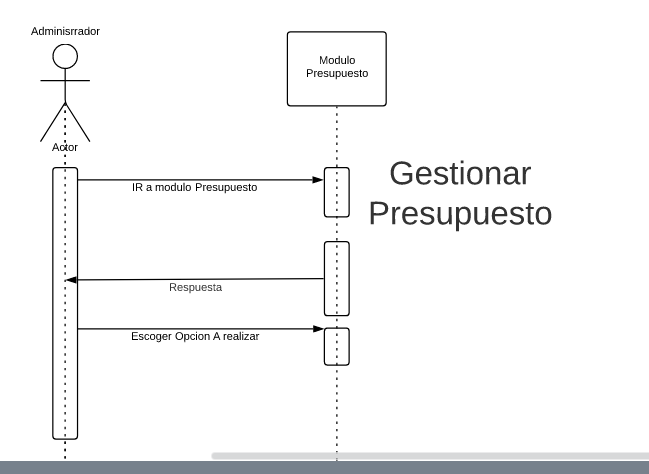 Adminisrrador
Modulo
Presupuesto
Actor
Gestionar
Presupuesto
IR a modulo Presupuesto
Respuesta
Escoger Opcion A realizar